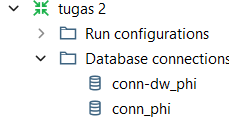 tugas 2
Run configurations
Database connections
conn-dw_phi
conn_phi